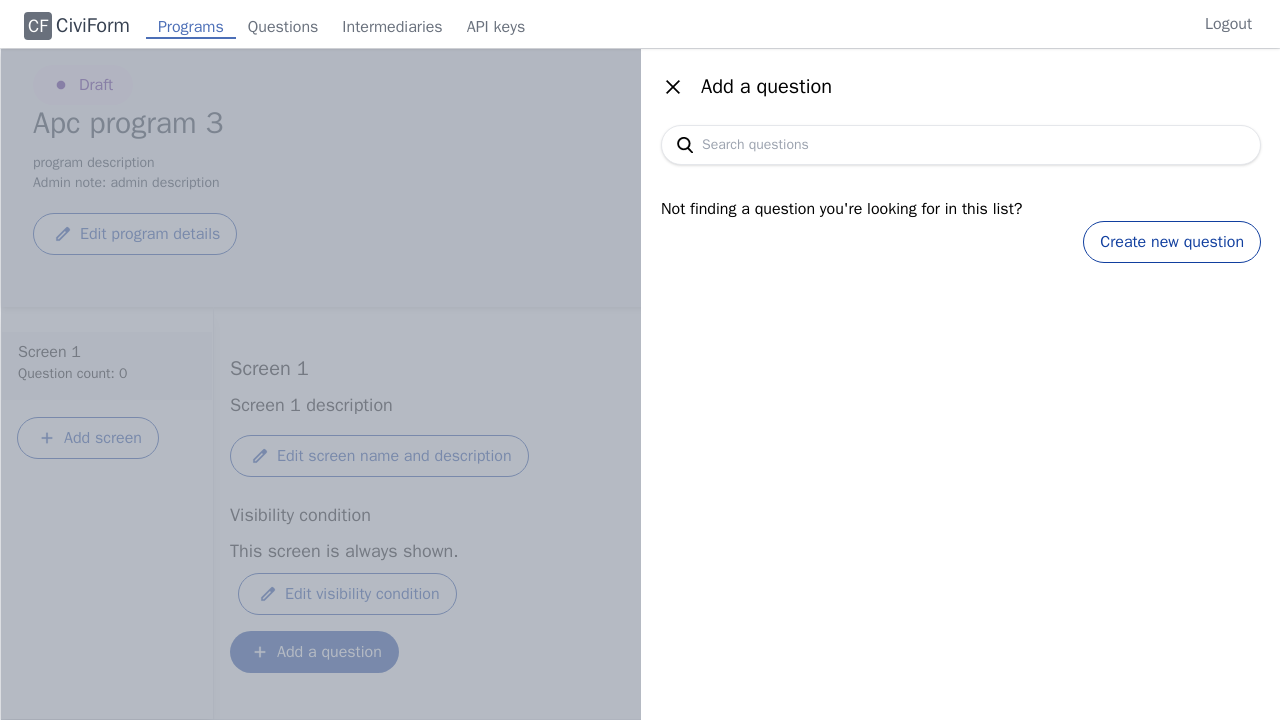 CF CiviForm Programs Questions Intermediaries API keys Logout
Draft
Apc program 3
program description
Admin note: admin description
Edit program details
Screen 1
Question count: 0
Add screen
Screen 1
Screen 1 description
Edit screen name and description
Visibility condition
This screen is always shown.
Edit visibility condition
Add a question
Add a question
Search questions
Not finding a question you're looking for in this list?
Create new question